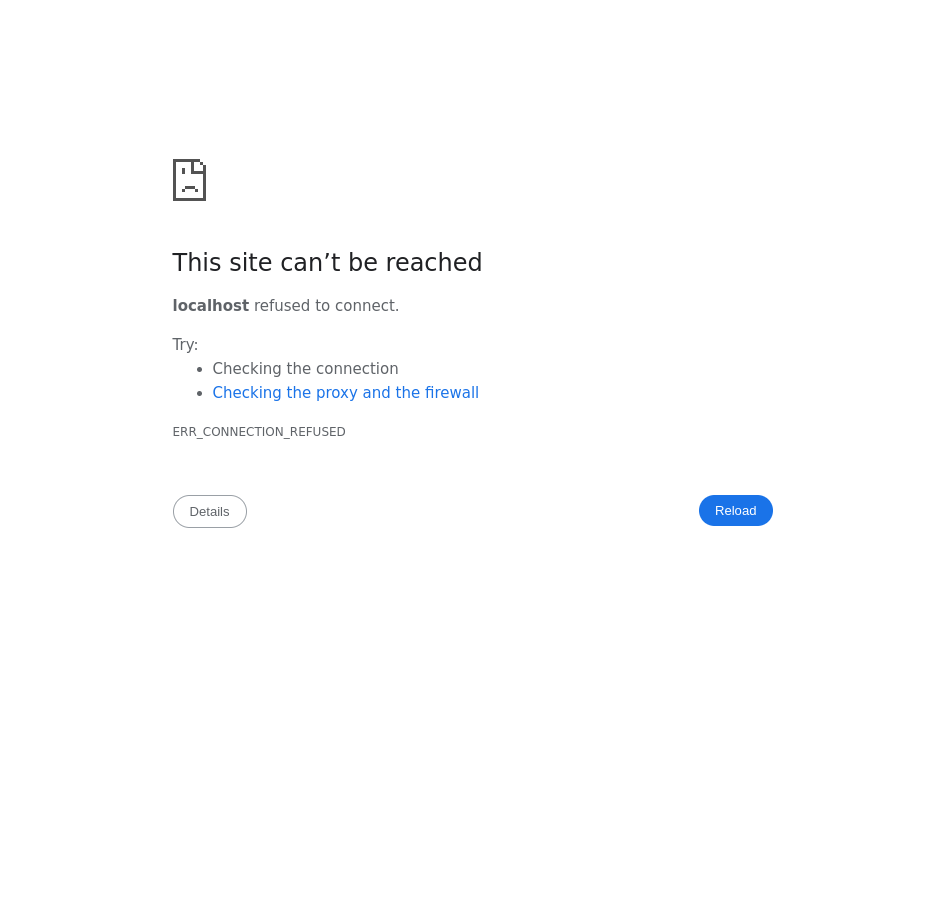 This site can’t be reached
localhost refused to connect.
Try:
• Checking the connection
• Checking the proxy and the firewall
ERR_CONNECTION_REFUSED
Details
Reload